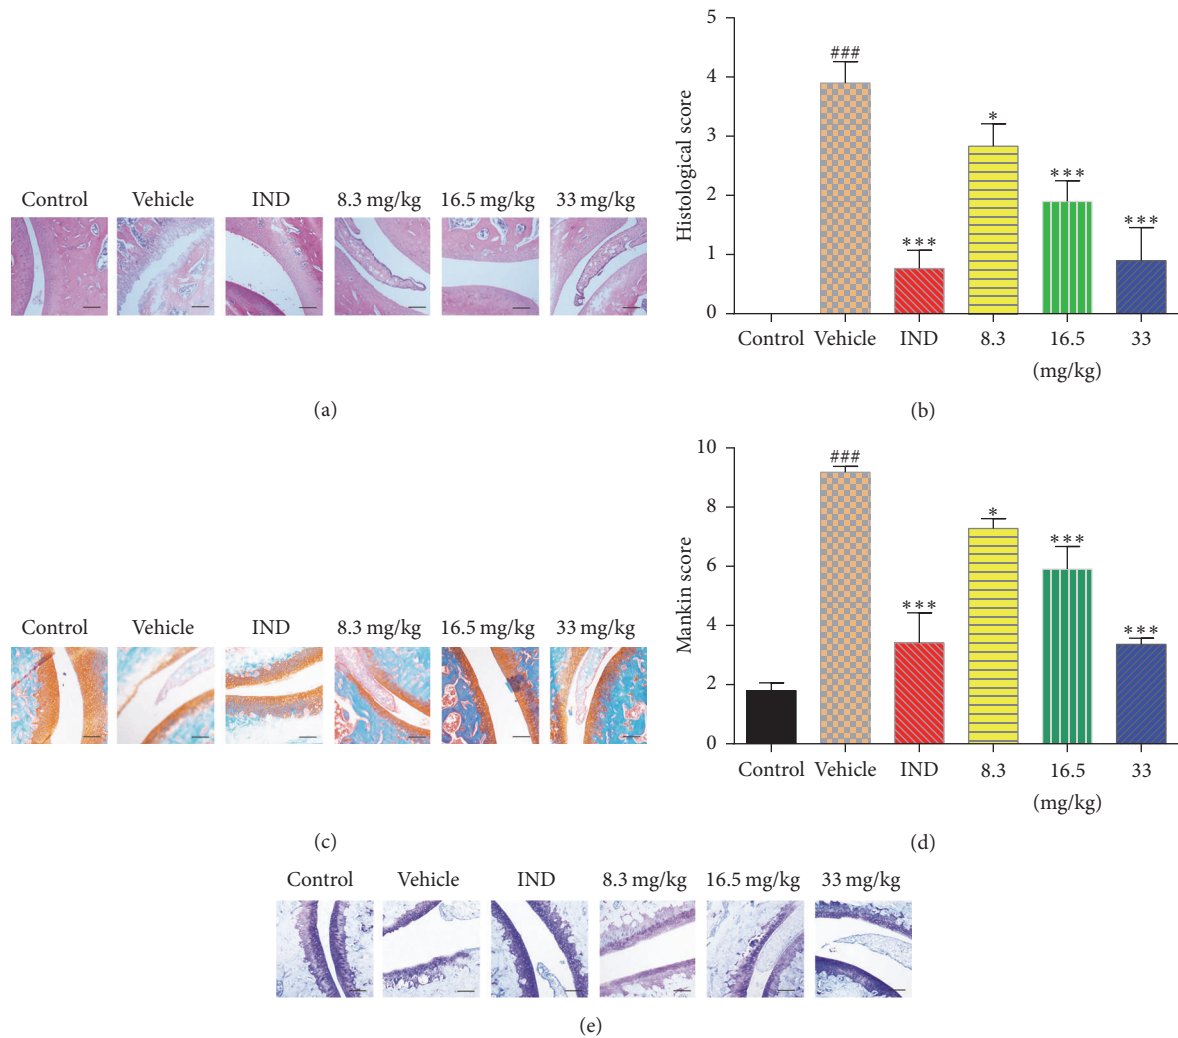 Control Vehicle IND 8.3 mg/kg 16.5 mg/kg 33 mg/kg
(a)
Histological score
5
4
3
2
1
0
###
***
*
***
***
Control Vehicle IND 8.3 16.5 33
(mg/kg)
(b)
Control Vehicle IND 8.3 mg/kg 16.5 mg/kg 33 mg/kg
(c)
Mankin score
10
8
6
4
2
0
###
***
*
***
***
Control Vehicle IND 8.3 16.5 33
(mg/kg)
(d)
Control Vehicle IND 8.3 mg/kg 16.5 mg/kg 33 mg/kg
(e)